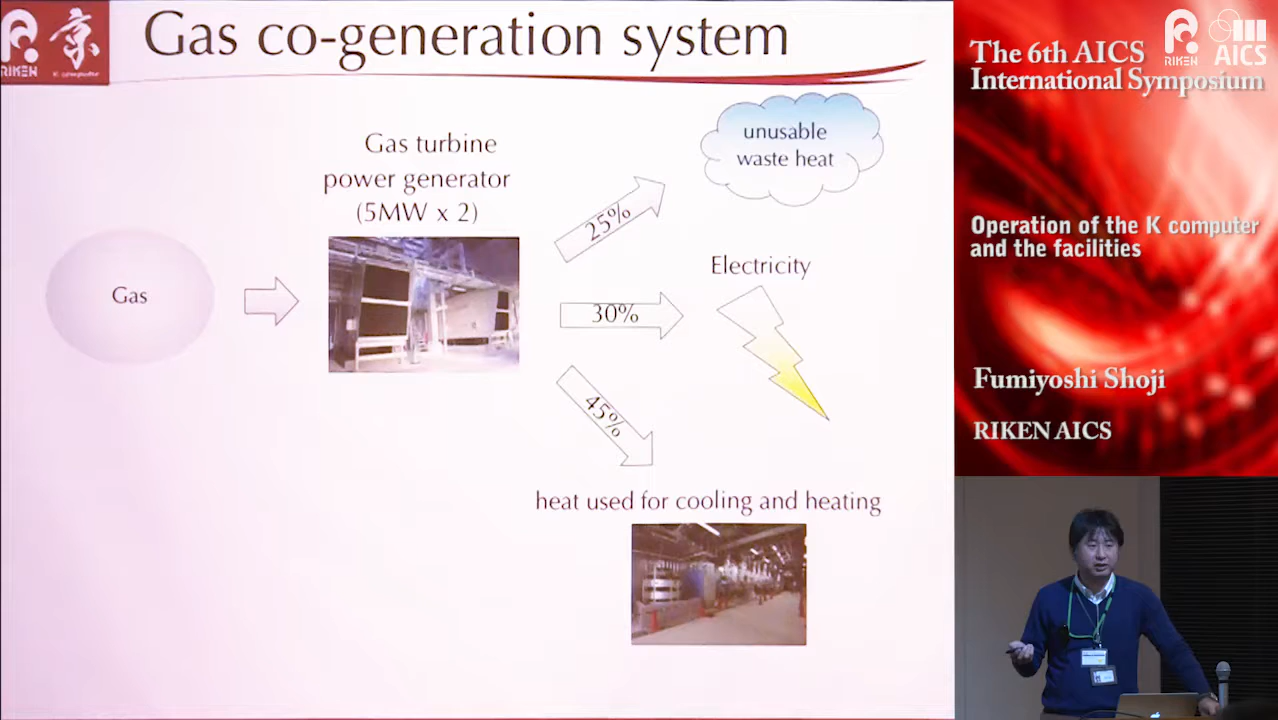 RIKEN
京
K computer
Gas co-generation system
Gas
Gas turbine
power generator
(5MW x 2)
25%
30%
45%
unusable
waste heat
Electricity
heat used for cooling and heating
RIKEN
AICS
The 6th AICS
International Symposium
Operation of the K computer
and the facilities
Fumiyoshi Shoji
RIKEN AICS